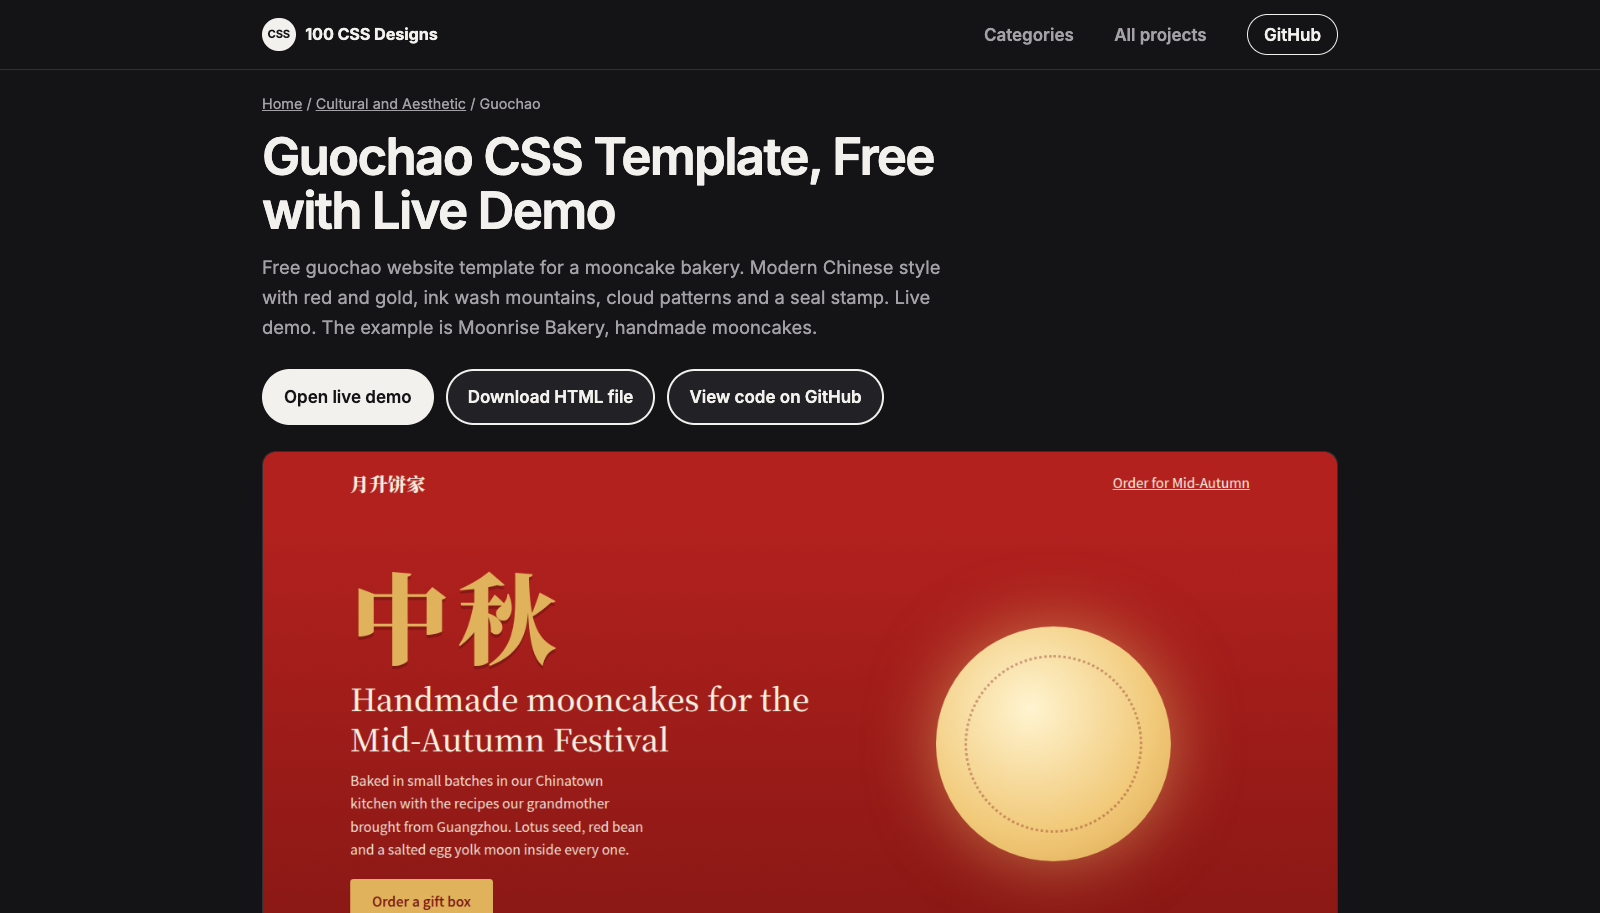 CSS 100 CSS Designs
Categories All projects GitHub
Home / Cultural and Aesthetic / Guochao
Guochao CSS Template, Free
with Live Demo
Free guochao website template for a mooncake bakery. Modern Chinese style
with red and gold, ink wash mountains, cloud patterns and a seal stamp. Live
demo. The example is Moonrise Bakery, handmade mooncakes.
Open live demo Download HTML file View code on GitHub
月升饼家 Order for Mid-Autumn
中秋
Handmade mooncakes for the
Mid-Autumn Festival
Baked in small batches in our Chinatown
kitchen with the recipes our grandmother
brought from Guangzhou. Lotus seed, red bean
and a salted egg yolk moon inside every one.
Order a gift box